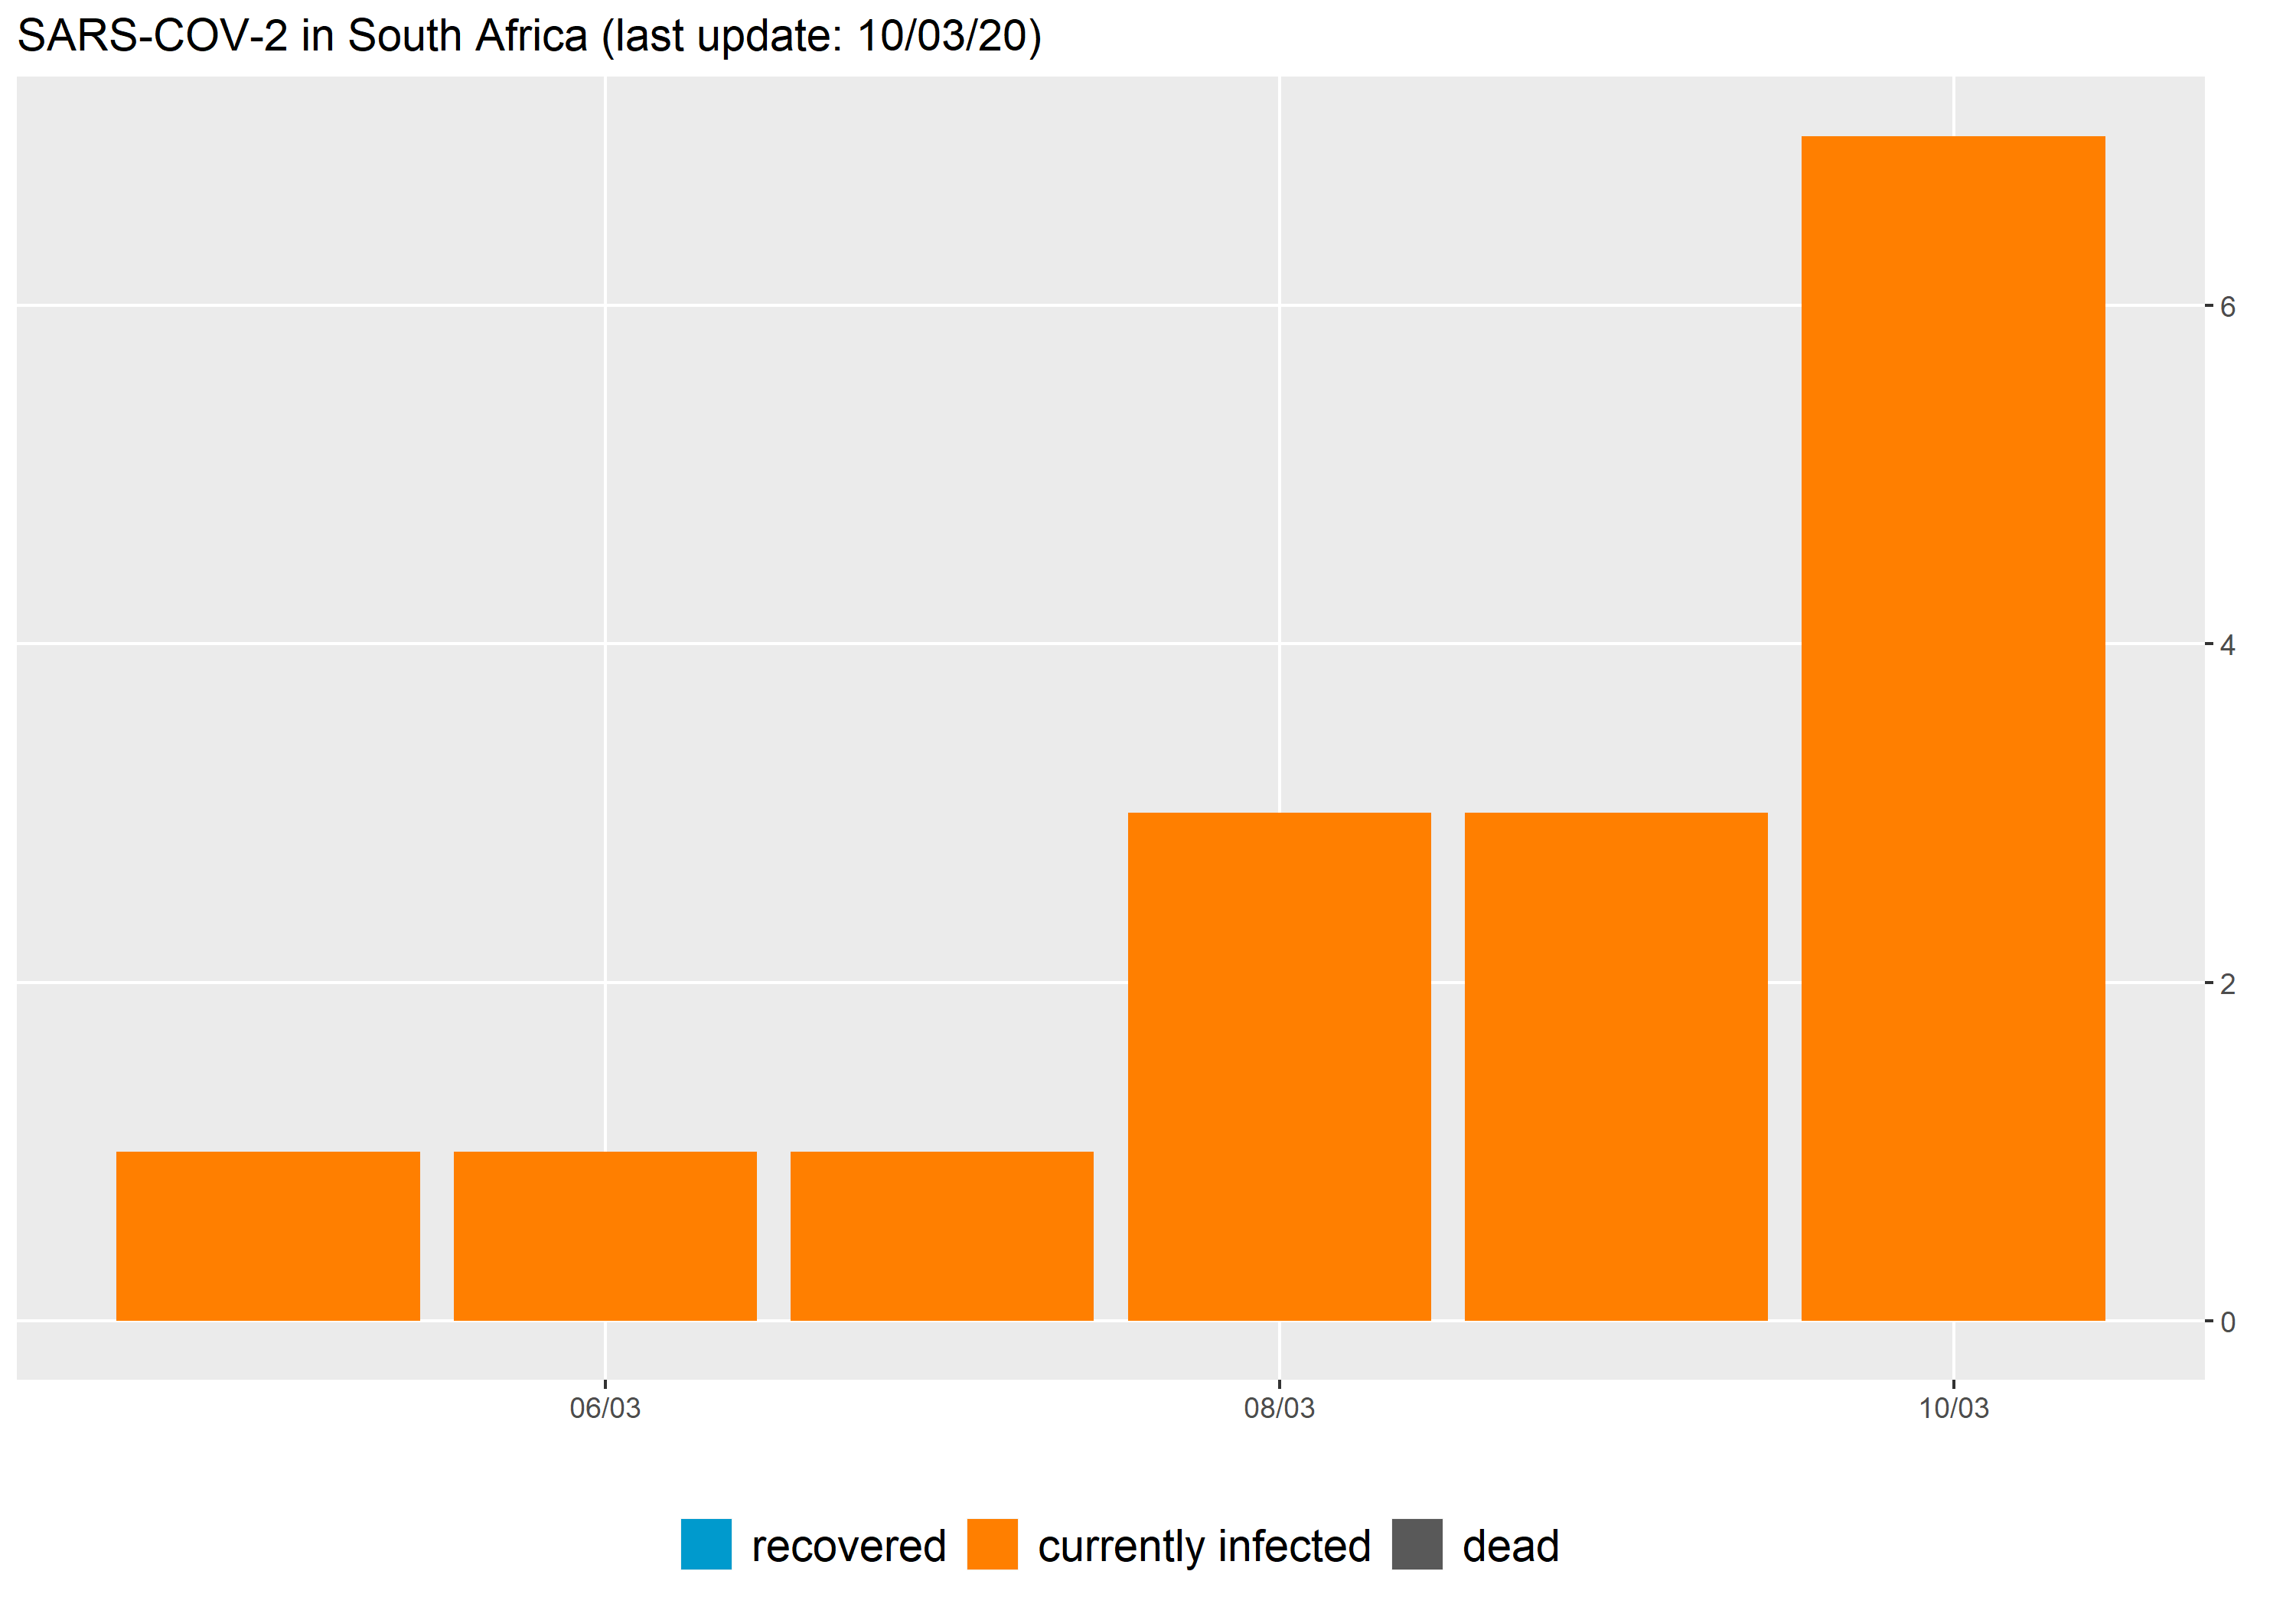 SARS-COV-2 in South Africa (last update: 10/03/20)
6
4
2
0
06/03 08/03 10/03
recovered currently infected dead